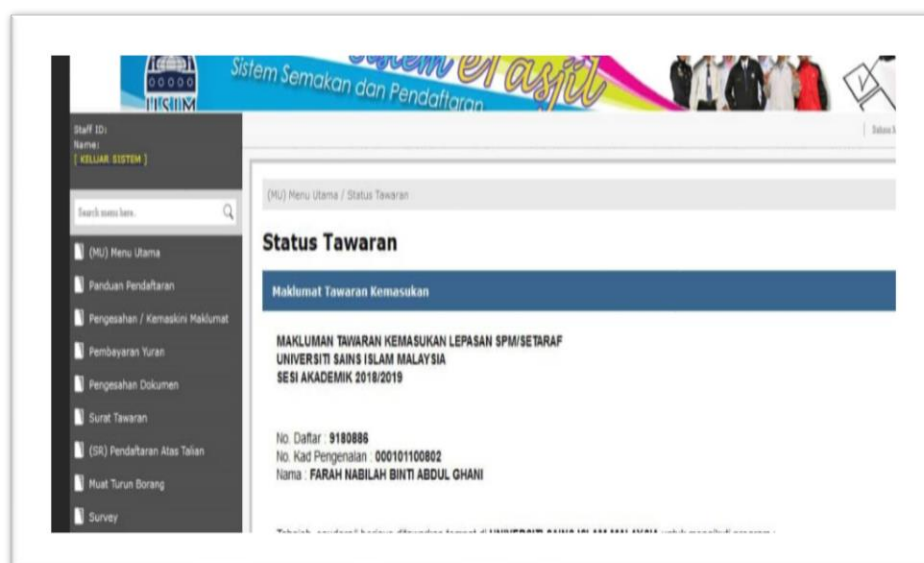 USIM
Sistem eTasjil
Sistem Semakan dan Pendaftaran
Staff ID:
Name:
[ KELUAR SISTEM ]
Search menu here.
(MU) Menu Utama
Panduan Pendaftaran
Pengesahan / Kemaskini Maklumat
Pembayaran Yuran
Pengesahan Dokumen
Surat Tawaran
(SR) Pendaftaran Atas Talian
Muat Turun Borang
Survey
(MU) Menu Utama / Status Tawaran
Status Tawaran
Maklumat Tawaran Kemasukan
MAKLUMAN TAWARAN KEMASUKAN LEPASAN SPM/SETARAF
UNIVERSITI SAINS ISLAM MALAYSIA
SESI AKADEMIK 2018/2019
No. Daftar : 9180886
No. Kad Pengenalan : 000101100802
Nama : FARAH NABILAH BINTI ABDUL GHANI